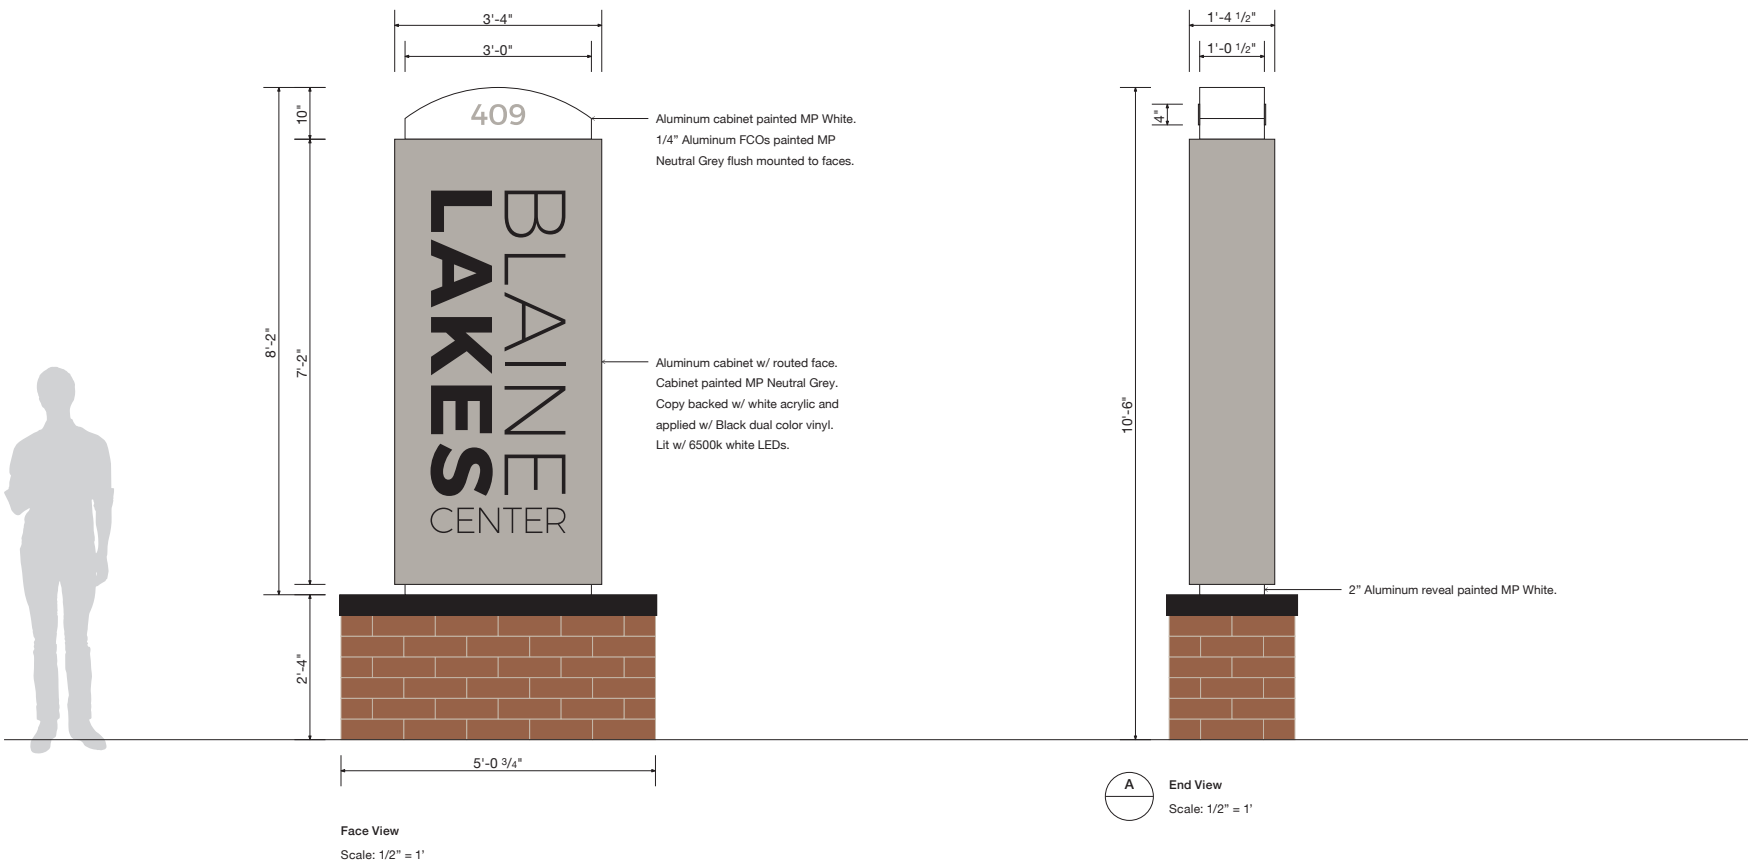 3'-4"
3'-0"
1'-4 1/2"
1'-0 1/2"
10"
409
4"
Aluminum cabinet painted MP White.
1/4” Aluminum FCOs painted MP
Neutral Grey flush mounted to faces.
BLAINE
LAKES
CENTER
8'-2"
7'-2"
Aluminum cabinet w/ routed face.
Cabinet painted MP Neutral Grey.
Copy backed w/ white acrylic and
applied w/ Black dual color vinyl.
Lit w/ 6500k white LEDs.
10'-6"
2” Aluminum reveal painted MP White.
2'-4"
5'-0 3/4"
A
End View
Scale: 1/2” = 1’
Face View
Scale: 1/2” = 1’